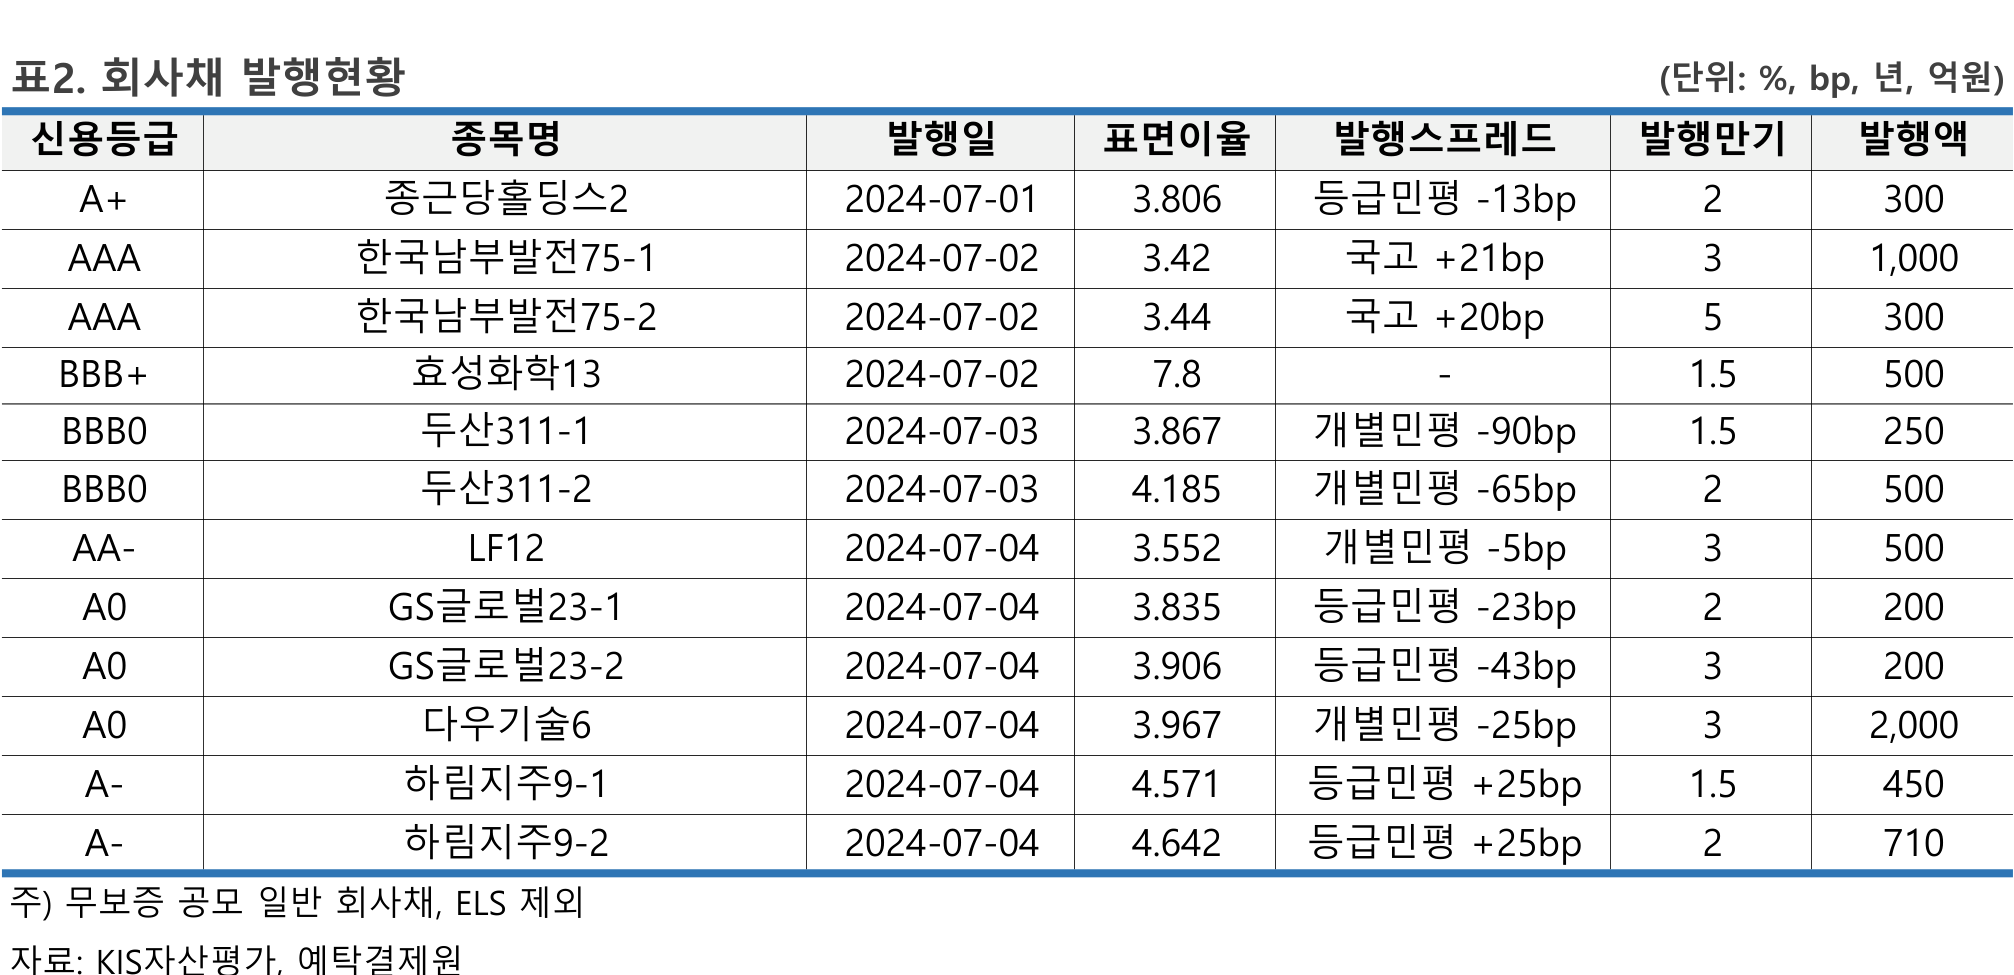 표2. 회사채 발행현황 (단위: %, bp, 년, 억원)
신용등급 종목명 발행일 표면이율 발행스프레드 발행만기 발행액
A+ 종근당홀딩스2 2024-07-01 3.806 등급민평 -13bp 2 300
AAA 한국남부발전75-1 2024-07-02 3.42 국고 +21bp 3 1,000
AAA 한국남부발전75-2 2024-07-02 3.44 국고 +20bp 5 300
BBB+ 효성화학13 2024-07-02 7.8 - 1.5 500
BBB0 두산311-1 2024-07-03 3.867 개별민평 -90bp 1.5 250
BBB0 두산311-2 2024-07-03 4.185 개별민평 -65bp 2 500
AA- LF12 2024-07-04 3.552 개별민평 -5bp 3 500
A0 GS글로벌23-1 2024-07-04 3.835 등급민평 -23bp 2 200
A0 GS글로벌23-2 2024-07-04 3.906 등급민평 -43bp 3 200
A0 다우기술6 2024-07-04 3.967 개별민평 -25bp 3 2,000
A- 하림지주9-1 2024-07-04 4.571 등급민평 +25bp 1.5 450
A- 하림지주9-2 2024-07-04 4.642 등급민평 +25bp 2 710
주) 무보증 공모 일반 회사채, ELS 제외
자료: KIS자산평가, 예탁결제원